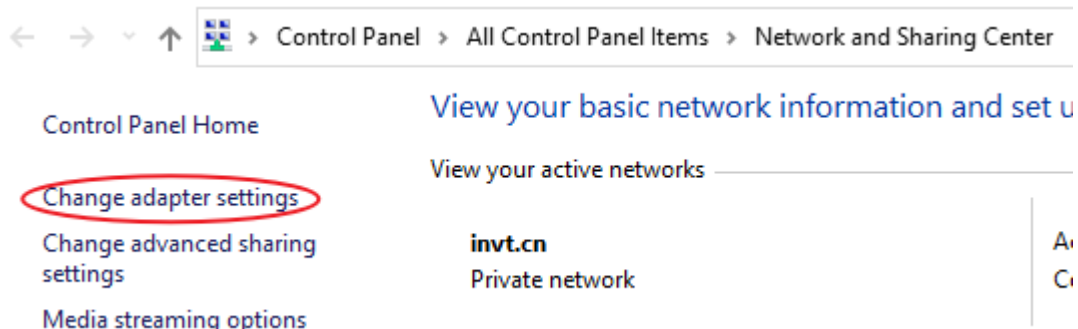 Control Panel > All Control Panel Items > Network and Sharing Center
Control Panel Home
Change adapter settings
Change advanced sharing
settings
Media streaming options
View your basic network information and set u
View your active networks
invt.cn
Private network